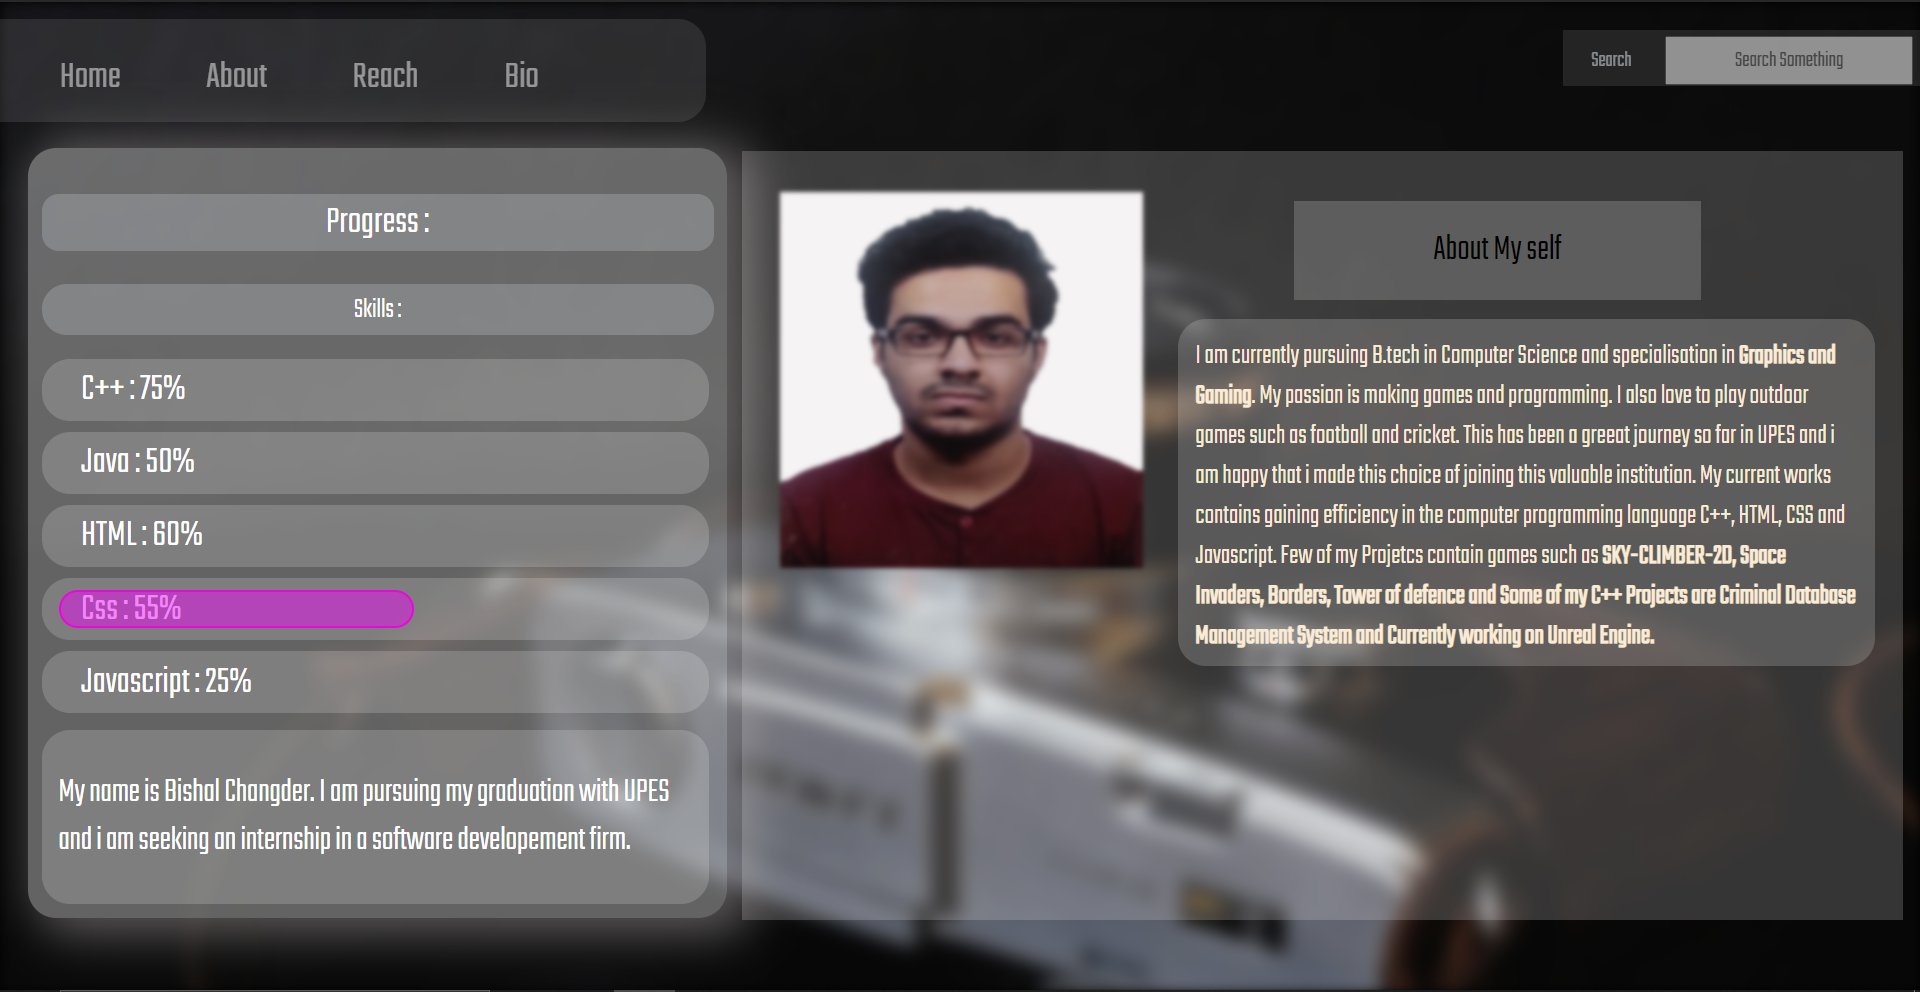 Home About Reach Bio
Search Search Something
Progress :
Skills :
C++ : 75%
Java : 50%
HTML : 60%
Css : 55%
Javascript : 25%
My name is Bishal Changder. I am pursuing my graduation with UPES
and i am seeking an internship in a software developement firm.
About My self
I am currently pursuing B.tech in Computer Science and specialisation in Graphics and
Gaming. My passion is making games and programming. I also love to play outdoor
games such as football and cricket. This has been a greeat journey so far in UPES and i
am happy that i made this choice of joining this valuable institution. My current works
contains gaining efficiency in the computer programming language C++, HTML, CSS and
Javascript. Few of my Projetcs contain games such as SKY-CLIMBER-2D, Space
Invaders, Borders, Tower of defence and Some of my C++ Projects are Criminal Database
Management System and Currently working on Unreal Engine.